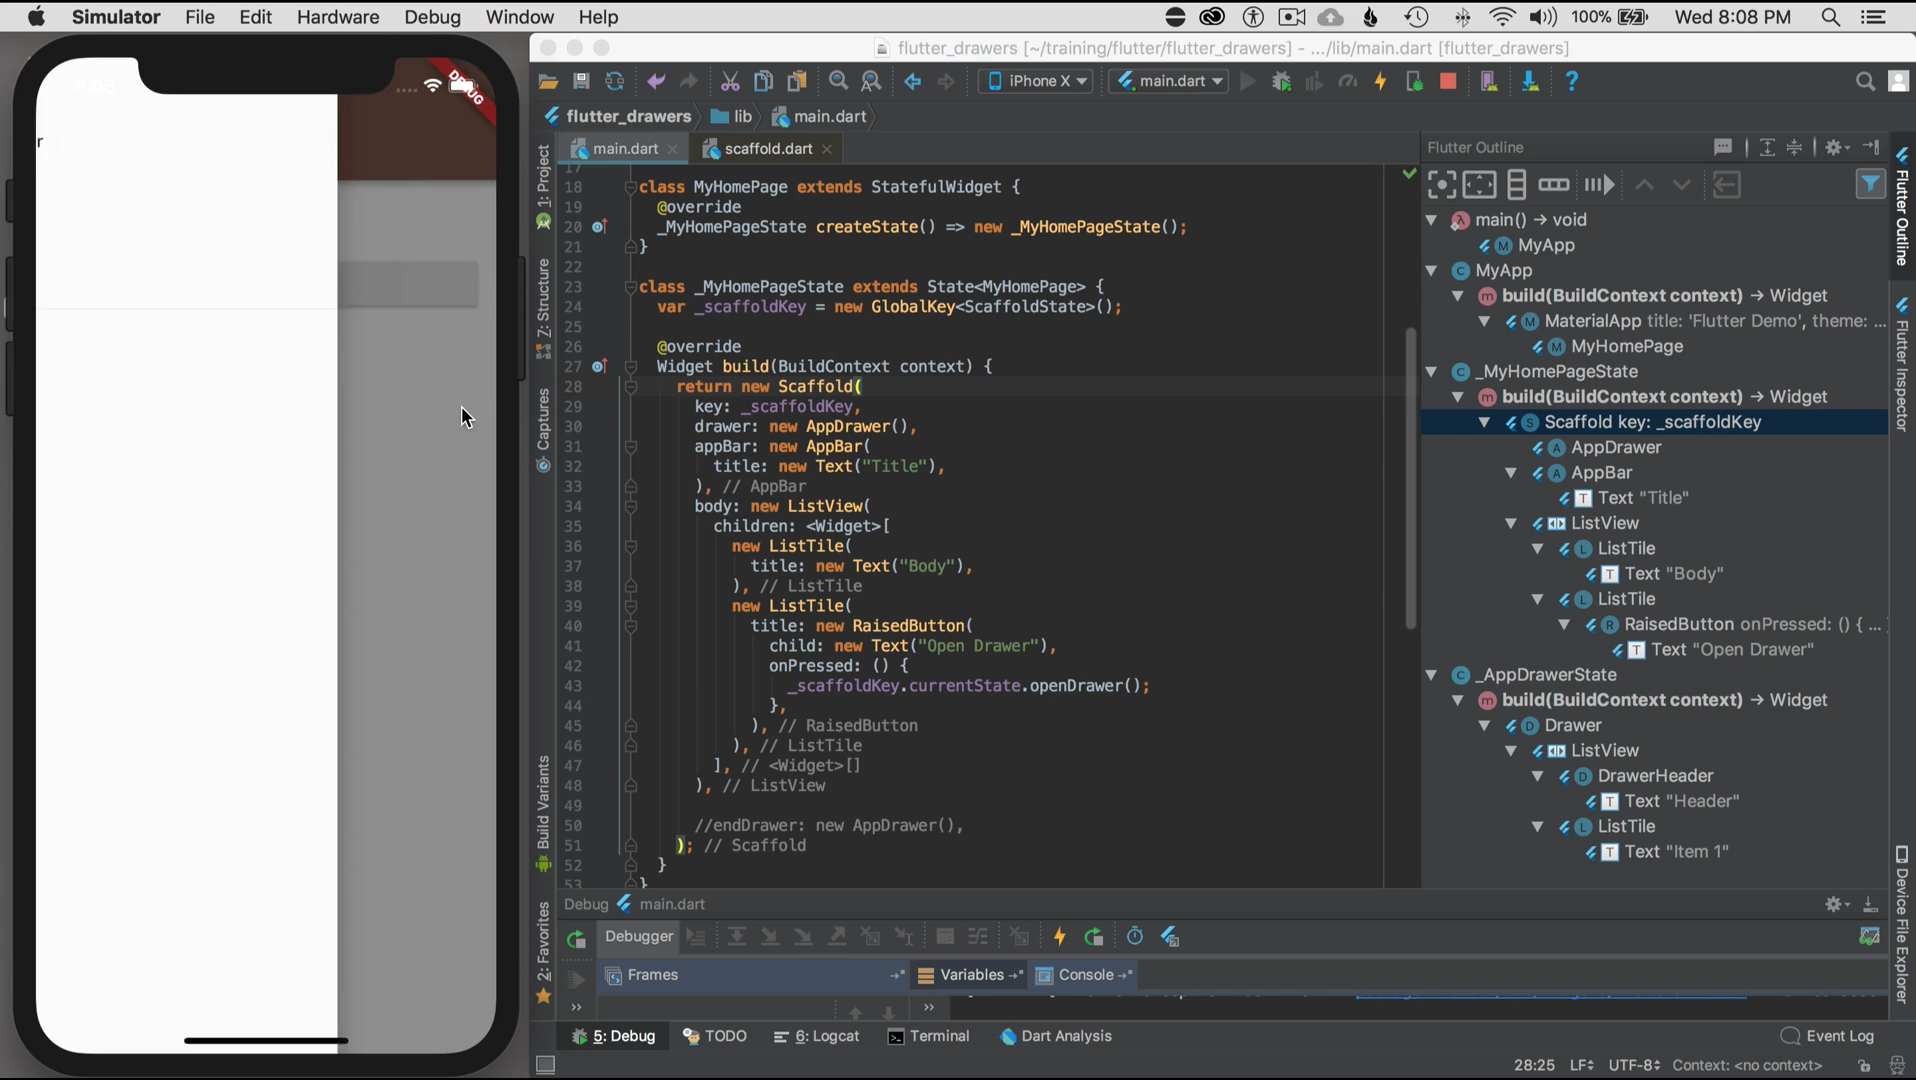 Simulator File Edit Hardware Debug Window Help
100% Wed 8:08 PM
DEBUG
r
flutter_drawers [~/training/flutter/flutter_drawers] - .../lib/main.dart [flutter_drawers]
iPhone X main.dart
flutter_drawers lib main.dart
main.dart scaffold.dart
1: Project
Z: Structure
Captures
Build Variants
2: Favorites
17
18 class MyHomePage extends StatefulWidget {
19 @override
20 _MyHomePageState createState() => new _MyHomePageState();
21 }
22
23 class _MyHomePageState extends State<MyHomePage> {
24 var _scaffoldKey = new GlobalKey<ScaffoldState>();
25
26 @override
27 Widget build(BuildContext context) {
28 return new Scaffold(
29 key: _scaffoldKey,
30 drawer: new AppDrawer(),
31 appBar: new AppBar(
32 title: new Text("Title"),
33 ), // AppBar
34 body: new ListView(
35 children: <Widget>[
36 new ListTile(
37 title: new Text("Body"),
38 ), // ListTile
39 new ListTile(
40 title: new RaisedButton(
41 child: new Text("Open Drawer"),
42 onPressed: () {
43 _scaffoldKey.currentState.openDrawer();
44 },
45 ), // RaisedButton
46 ), // ListTile
47 ], // <Widget>[]
48 ), // ListView
49
50 //endDrawer: new AppDrawer(),
51 ); // Scaffold
52 }
53 }
Flutter Outline
main() → void
MyApp
MyApp
build(BuildContext context) → Widget
MaterialApp title: 'Flutter Demo', theme: ...
MyHomePage
_MyHomePageState
build(BuildContext context) → Widget
Scaffold key: _scaffoldKey
AppDrawer
AppBar
Text "Title"
ListView
ListTile
Text "Body"
ListTile
RaisedButton onPressed: () { ...
Text "Open Drawer"
_AppDrawerState
build(BuildContext context) → Widget
Drawer
ListView
DrawerHeader
Text "Header"
ListTile
Text "Item 1"
Flutter Outline
Flutter Inspector
Device File Explorer
Debug main.dart
Debugger
Frames Variables Console
5: Debug TODO 6: Logcat Terminal Dart Analysis Event Log
28:25 LF UTF-8 Context: <no context>